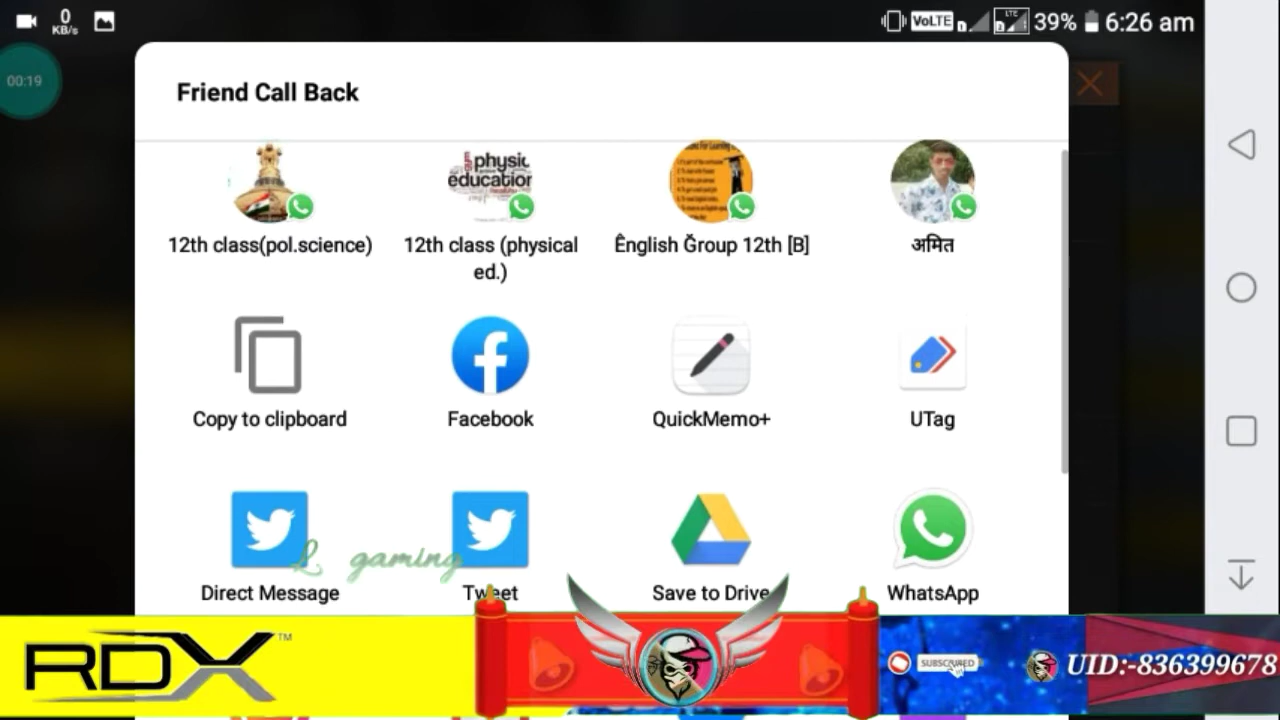 0
KB/s
VoLTE
LTE
39%
6:26 am
00:19
Friend Call Back
physic
education
12th class(pol.science)
12th class (physical
ed.)
Ênglish Ğroup 12th [B]
अमित
Copy to clipboard
Facebook
QuickMemo+
UTag
L gaming
Direct Message
Tweet
Save to Drive
WhatsApp
RDX™
SUBSCRIBED
UID:-836399678